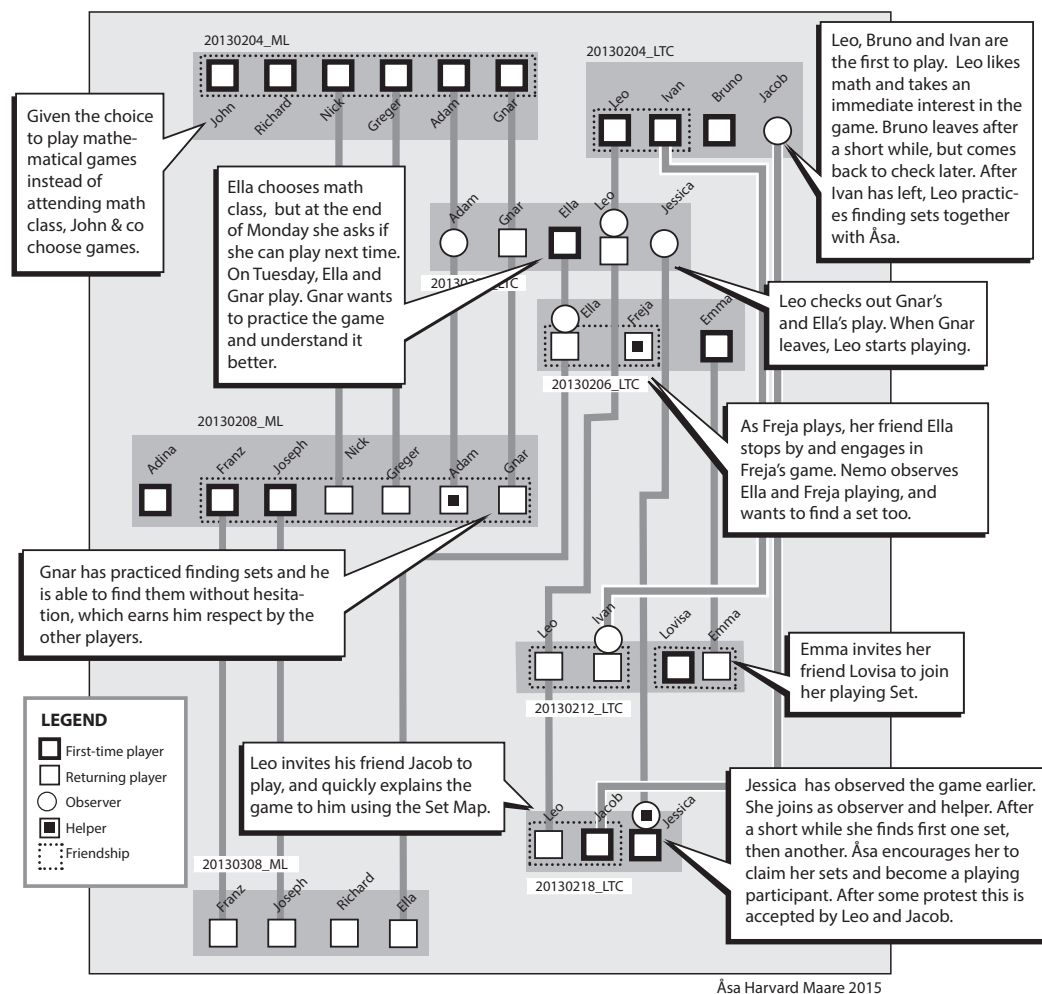 20130204_ML
John
Richard
Nick
Greger
Adam
Gnar
20130204_LTC
Leo
Ivan
Bruno
Jacob
Leo, Bruno and Ivan are
the first to play. Leo likes
math and takes an
immediate interest in the
game. Bruno leaves after
a short while, but comes
back to check later. After
Ivan has left, Leo practic-
es finding sets together
with Åsa.
Given the choice
to play mathe-
matical games
instead of
attending math
class, John & co
choose games.
Ella chooses math
class, but at the end
of Monday she asks if
she can play next time.
On Tuesday, Ella and
Gnar play. Gnar wants
to practice the game
and understand it
better.
Adam
Gnar
Ella
Leo
Jessica
Leo checks out Gnar's
and Ella's play. When Gnar
leaves, Leo starts playing.
Ella
Freja
Emma
20130206_LTC
As Freja plays, her friend Ella
stops by and engages in
Freja's game. Nemo observes
Ella and Freja playing, and
wants to find a set too.
20130208_ML
Adina
Franz
Joseph
Nick
Greger
Adam
Gnar
Gnar has practiced finding sets and he
is able to find them without hesita-
tion, which earns him respect by the
other players.
Leo
Ivan
Lovisa
Emma
20130212_LTC
Emma invites her
friend Lovisa to join
her playing Set.
LEGEND
First-time player
Returning player
Observer
Helper
Friendship
Leo invites his friend Jacob to
play, and quickly explains the
game to him using the Set Map.
Leo
Jacob
Jessica
20130218_LTC
Jessica has observed the game earlier.
She joins as observer and helper. After
a short while she finds first one set,
then another. Åsa encourages her to
claim her sets and become a playing
participant. After some protest this is
accepted by Leo and Jacob.
20130308_ML
Franz
Joseph
Richard
Ella
Åsa Harvard Maare 2015